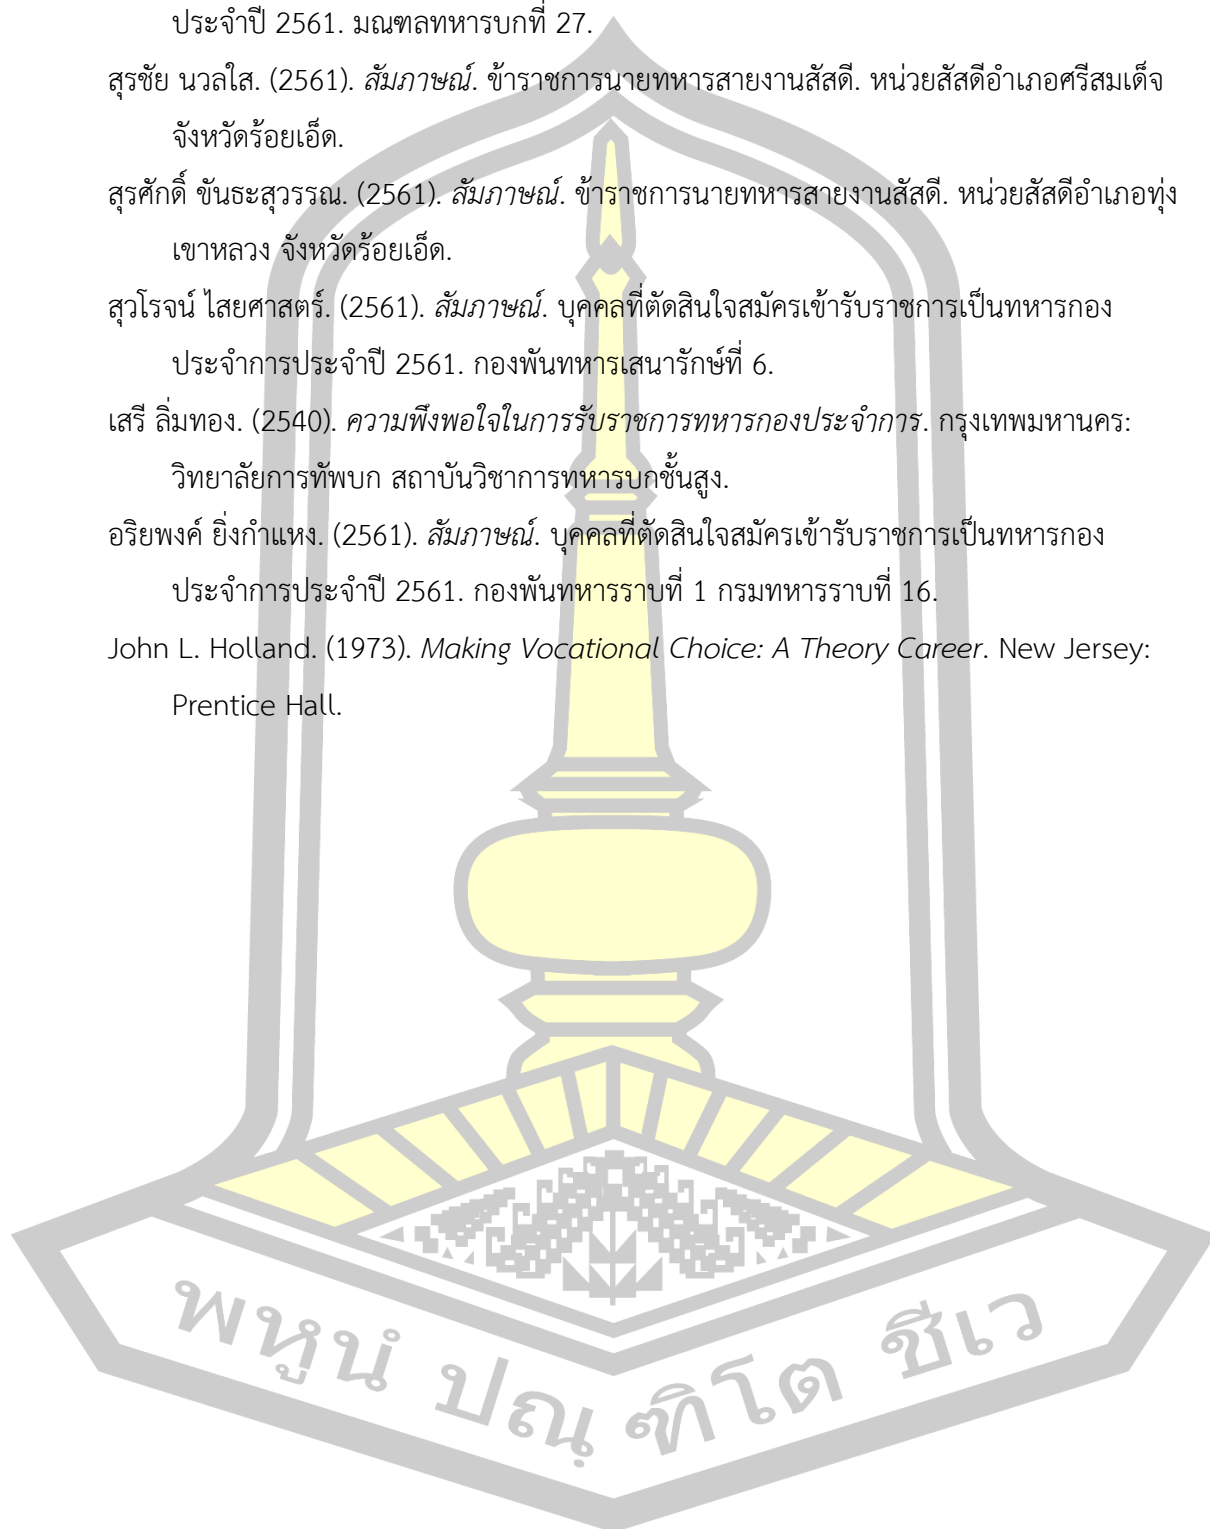 ประจำปี 2561. มณฑลทหารบกที่ 27.
สุรชัย นวลใส. (2561). สัมภาษณ์. ข้าราชการนายทหารสายงานสัสดี. หน่วยสัสดีอำเภอศรีสมเด็จ
จังหวัดร้อยเอ็ด.
สุรศักดิ์ ขันธะสุวรรณ. (2561). สัมภาษณ์. ข้าราชการนายทหารสายงานสัสดี. หน่วยสัสดีอำเภอทุ่ง
เขาหลวง จังหวัดร้อยเอ็ด.
สุวโรจน์ ไสยศาสตร์. (2561). สัมภาษณ์. บุคคลที่ตัดสินใจสมัครเข้ารับราชการเป็นทหารกอง
ประจำการประจำปี 2561. กองพันทหารเสนารักษ์ที่ 6.
เสรี ลิ่มทอง. (2540). ความพึงพอใจในการรับราชการทหารกองประจำการ. กรุงเทพมหานคร:
วิทยาลัยการทัพบก สถาบันวิชาการทหารบกชั้นสูง.
อริยพงค์ ยิ่งกำแหง. (2561). สัมภาษณ์. บุคคลที่ตัดสินใจสมัครเข้ารับราชการเป็นทหารกอง
ประจำการประจำปี 2561. กองพันทหารราบที่ 1 กรมทหารราบที่ 16.
John L. Holland. (1973). Making Vocational Choice: A Theory Career. New Jersey:
Prentice Hall.
พหูนํ ปณฺฑิโต ชีเว